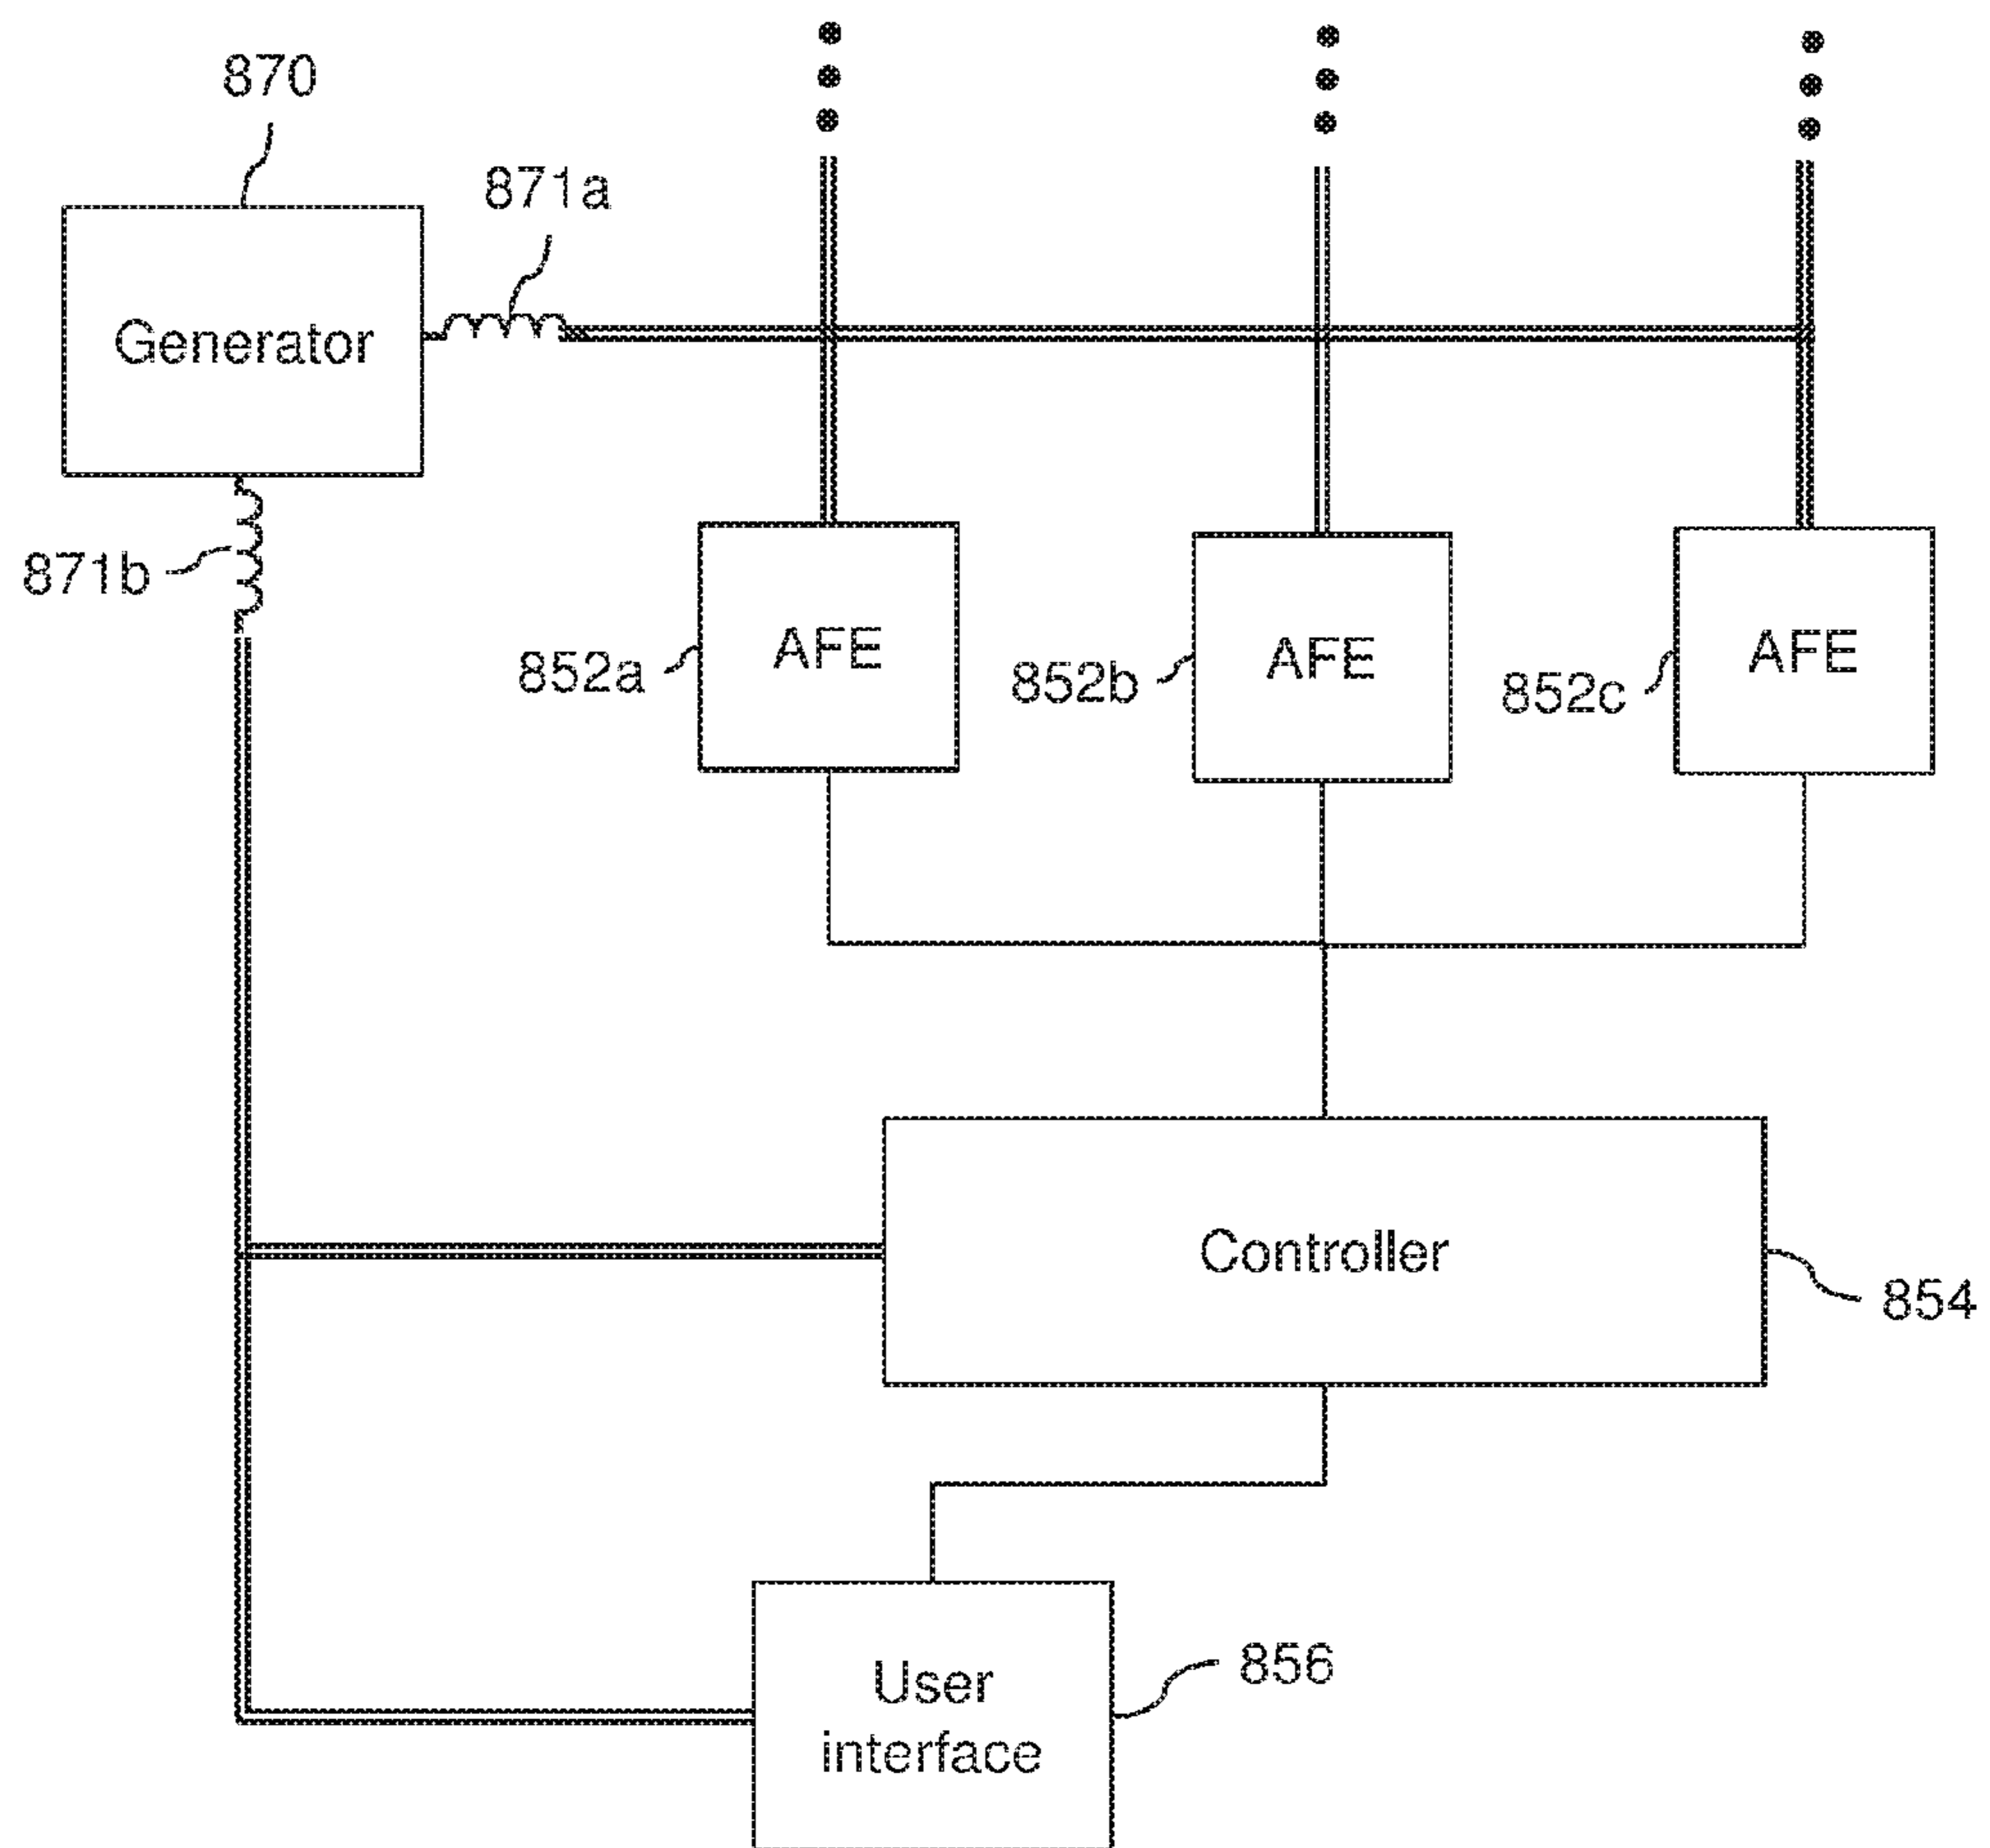 870
871a
Generator
871b
AFE
852a
AFE
852b
AFE
852c
Controller
854
User
interface
856